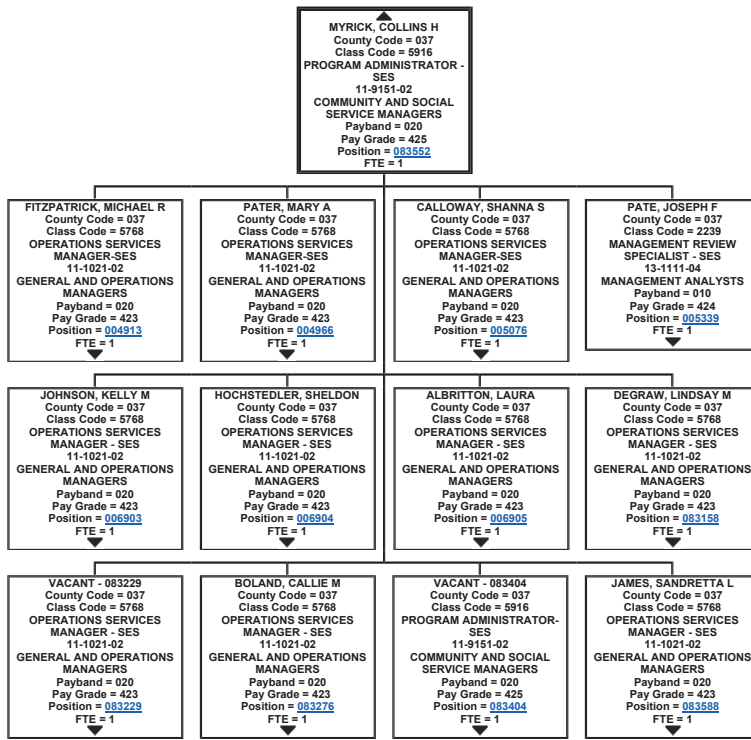 MYRICK, COLLINS H
County Code = 037
Class Code = 5916
PROGRAM ADMINISTRATOR -
SES
11-9151-02
COMMUNITY AND SOCIAL
SERVICE MANAGERS
Payband = 020
Pay Grade = 425
Position = 083552
FTE = 1
FITZPATRICK, MICHAEL R
County Code = 037
Class Code = 5768
OPERATIONS SERVICES
MANAGER-SES
11-1021-02
GENERAL AND OPERATIONS
MANAGERS
Payband = 020
Pay Grade = 423
Position = 004913
FTE = 1
PATER, MARY A
County Code = 037
Class Code = 5768
OPERATIONS SERVICES
MANAGER-SES
11-1021-02
GENERAL AND OPERATIONS
MANAGERS
Payband = 020
Pay Grade = 423
Position = 004966
FTE = 1
CALLOWAY, SHANNA S
County Code = 037
Class Code = 5768
OPERATIONS SERVICES
MANAGER-SES
11-1021-02
GENERAL AND OPERATIONS
MANAGERS
Payband = 020
Pay Grade = 423
Position = 005076
FTE = 1
PATE, JOSEPH F
County Code = 037
Class Code = 2239
MANAGEMENT REVIEW
SPECIALIST - SES
13-1111-04
MANAGEMENT ANALYSTS
Payband = 010
Pay Grade = 424
Position = 005339
FTE = 1
JOHNSON, KELLY M
County Code = 037
Class Code = 5768
OPERATIONS SERVICES
MANAGER - SES
11-1021-02
GENERAL AND OPERATIONS
MANAGERS
Payband = 020
Pay Grade = 423
Position = 006903
FTE = 1
HOCHSTEDLER, SHELDON
County Code = 037
Class Code = 5768
OPERATIONS SERVICES
MANAGER - SES
11-1021-02
GENERAL AND OPERATIONS
MANAGERS
Payband = 020
Pay Grade = 423
Position = 006904
FTE = 1
ALBRITTON, LAURA
County Code = 037
Class Code = 5768
OPERATIONS SERVICES
MANAGER - SES
11-1021-02
GENERAL AND OPERATIONS
MANAGERS
Payband = 020
Pay Grade = 423
Position = 006905
FTE = 1
DEGRAW, LINDSAY M
County Code = 037
Class Code = 5768
OPERATIONS SERVICES
MANAGER - SES
11-1021-02
GENERAL AND OPERATIONS
MANAGERS
Payband = 020
Pay Grade = 423
Position = 083158
FTE = 1
VACANT - 083229
County Code = 037
Class Code = 5768
OPERATIONS SERVICES
MANAGER - SES
11-1021-02
GENERAL AND OPERATIONS
MANAGERS
Payband = 020
Pay Grade = 423
Position = 083229
FTE = 1
BOLAND, CALLIE M
County Code = 037
Class Code = 5768
OPERATIONS SERVICES
MANAGER - SES
11-1021-02
GENERAL AND OPERATIONS
MANAGERS
Payband = 020
Pay Grade = 423
Position = 083276
FTE = 1
VACANT - 083404
County Code = 037
Class Code = 5916
PROGRAM ADMINISTRATOR-
SES
11-9151-02
COMMUNITY AND SOCIAL
SERVICE MANAGERS
Payband = 020
Pay Grade = 425
Position = 083404
FTE = 1
JAMES, SANDRETTA L
County Code = 037
Class Code = 5768
OPERATIONS SERVICES
MANAGER - SES
11-1021-02
GENERAL AND OPERATIONS
MANAGERS
Payband = 020
Pay Grade = 423
Position = 083588
FTE = 1